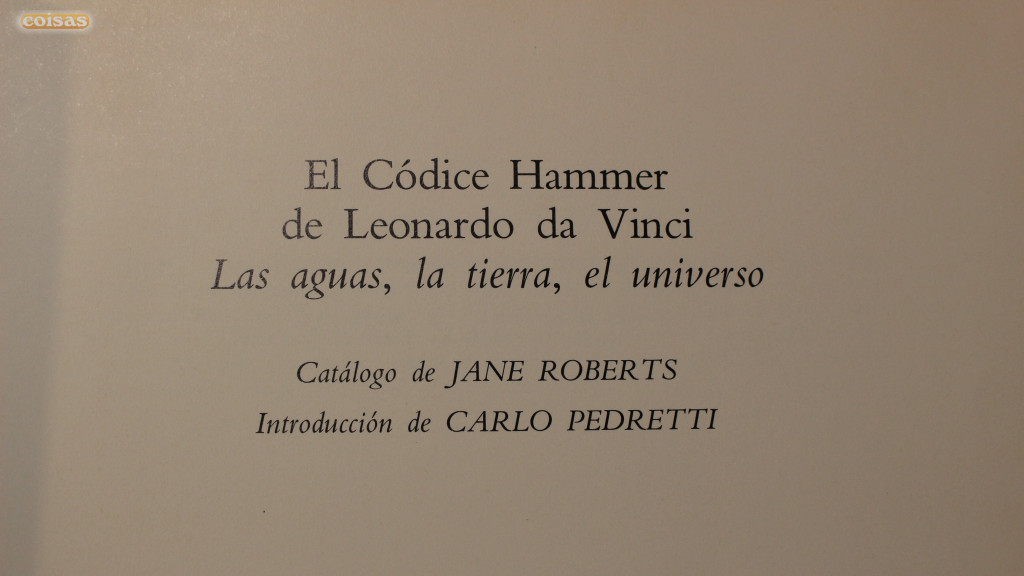 coisas
El Códice Hammer
de Leonardo da Vinci
Las aguas, la tierra, el universo
Catálogo de JANE ROBERTS
Introducción de CARLO PEDRETTI